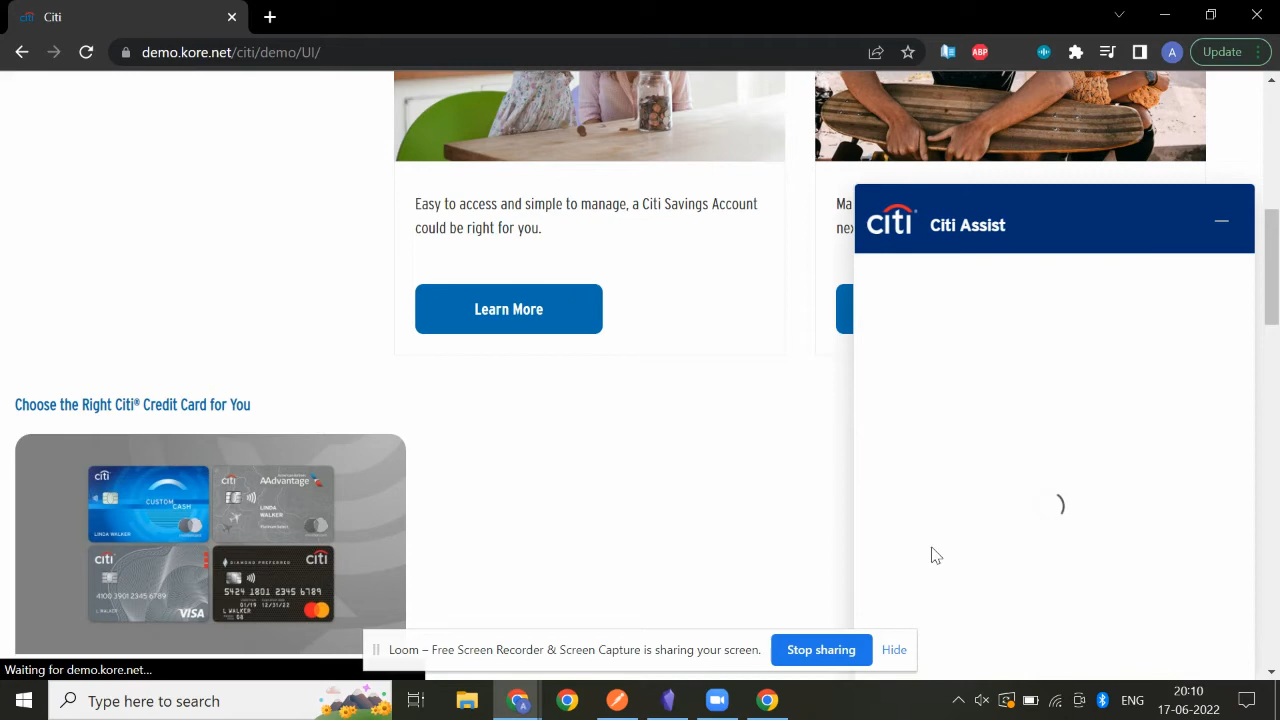 Citi
demo.kore.net/citi/demo/UI/
ABP
A
Update
Easy to access and simple to manage, a Citi Savings Account
could be right for you.
Learn More
Ma
nex
citi
Citi Assist
Choose the Right Citi® Credit Card for You
citi
CUSTOM
CASH
LINDA WALKER
citi
AAdvantage
LINDA
WALKER
citi
4100 3901 2345 6789
L WALKER
VISA
citi
DIAMOND PREFERRED
5424 1801 2345 6789
01/19 12/31/22
L WALKER
Loom – Free Screen Recorder & Screen Capture is sharing your screen.
Stop sharing
Hide
Waiting for demo.kore.net...
Type here to search
A
ENG
20:10
17-06-2022